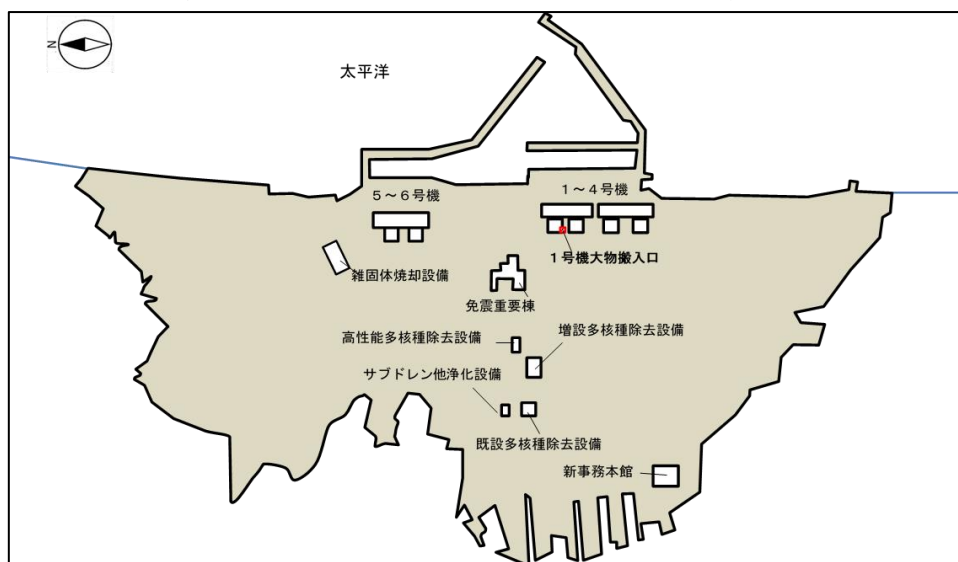 N
太平洋
５～６号機
１～４号機
１号機大物搬入口
雑固体焼却設備
免震重要棟
高性能多核種除去設備
増設多核種除去設備
サブドレン他浄化設備
既設多核種除去設備
新事務本館